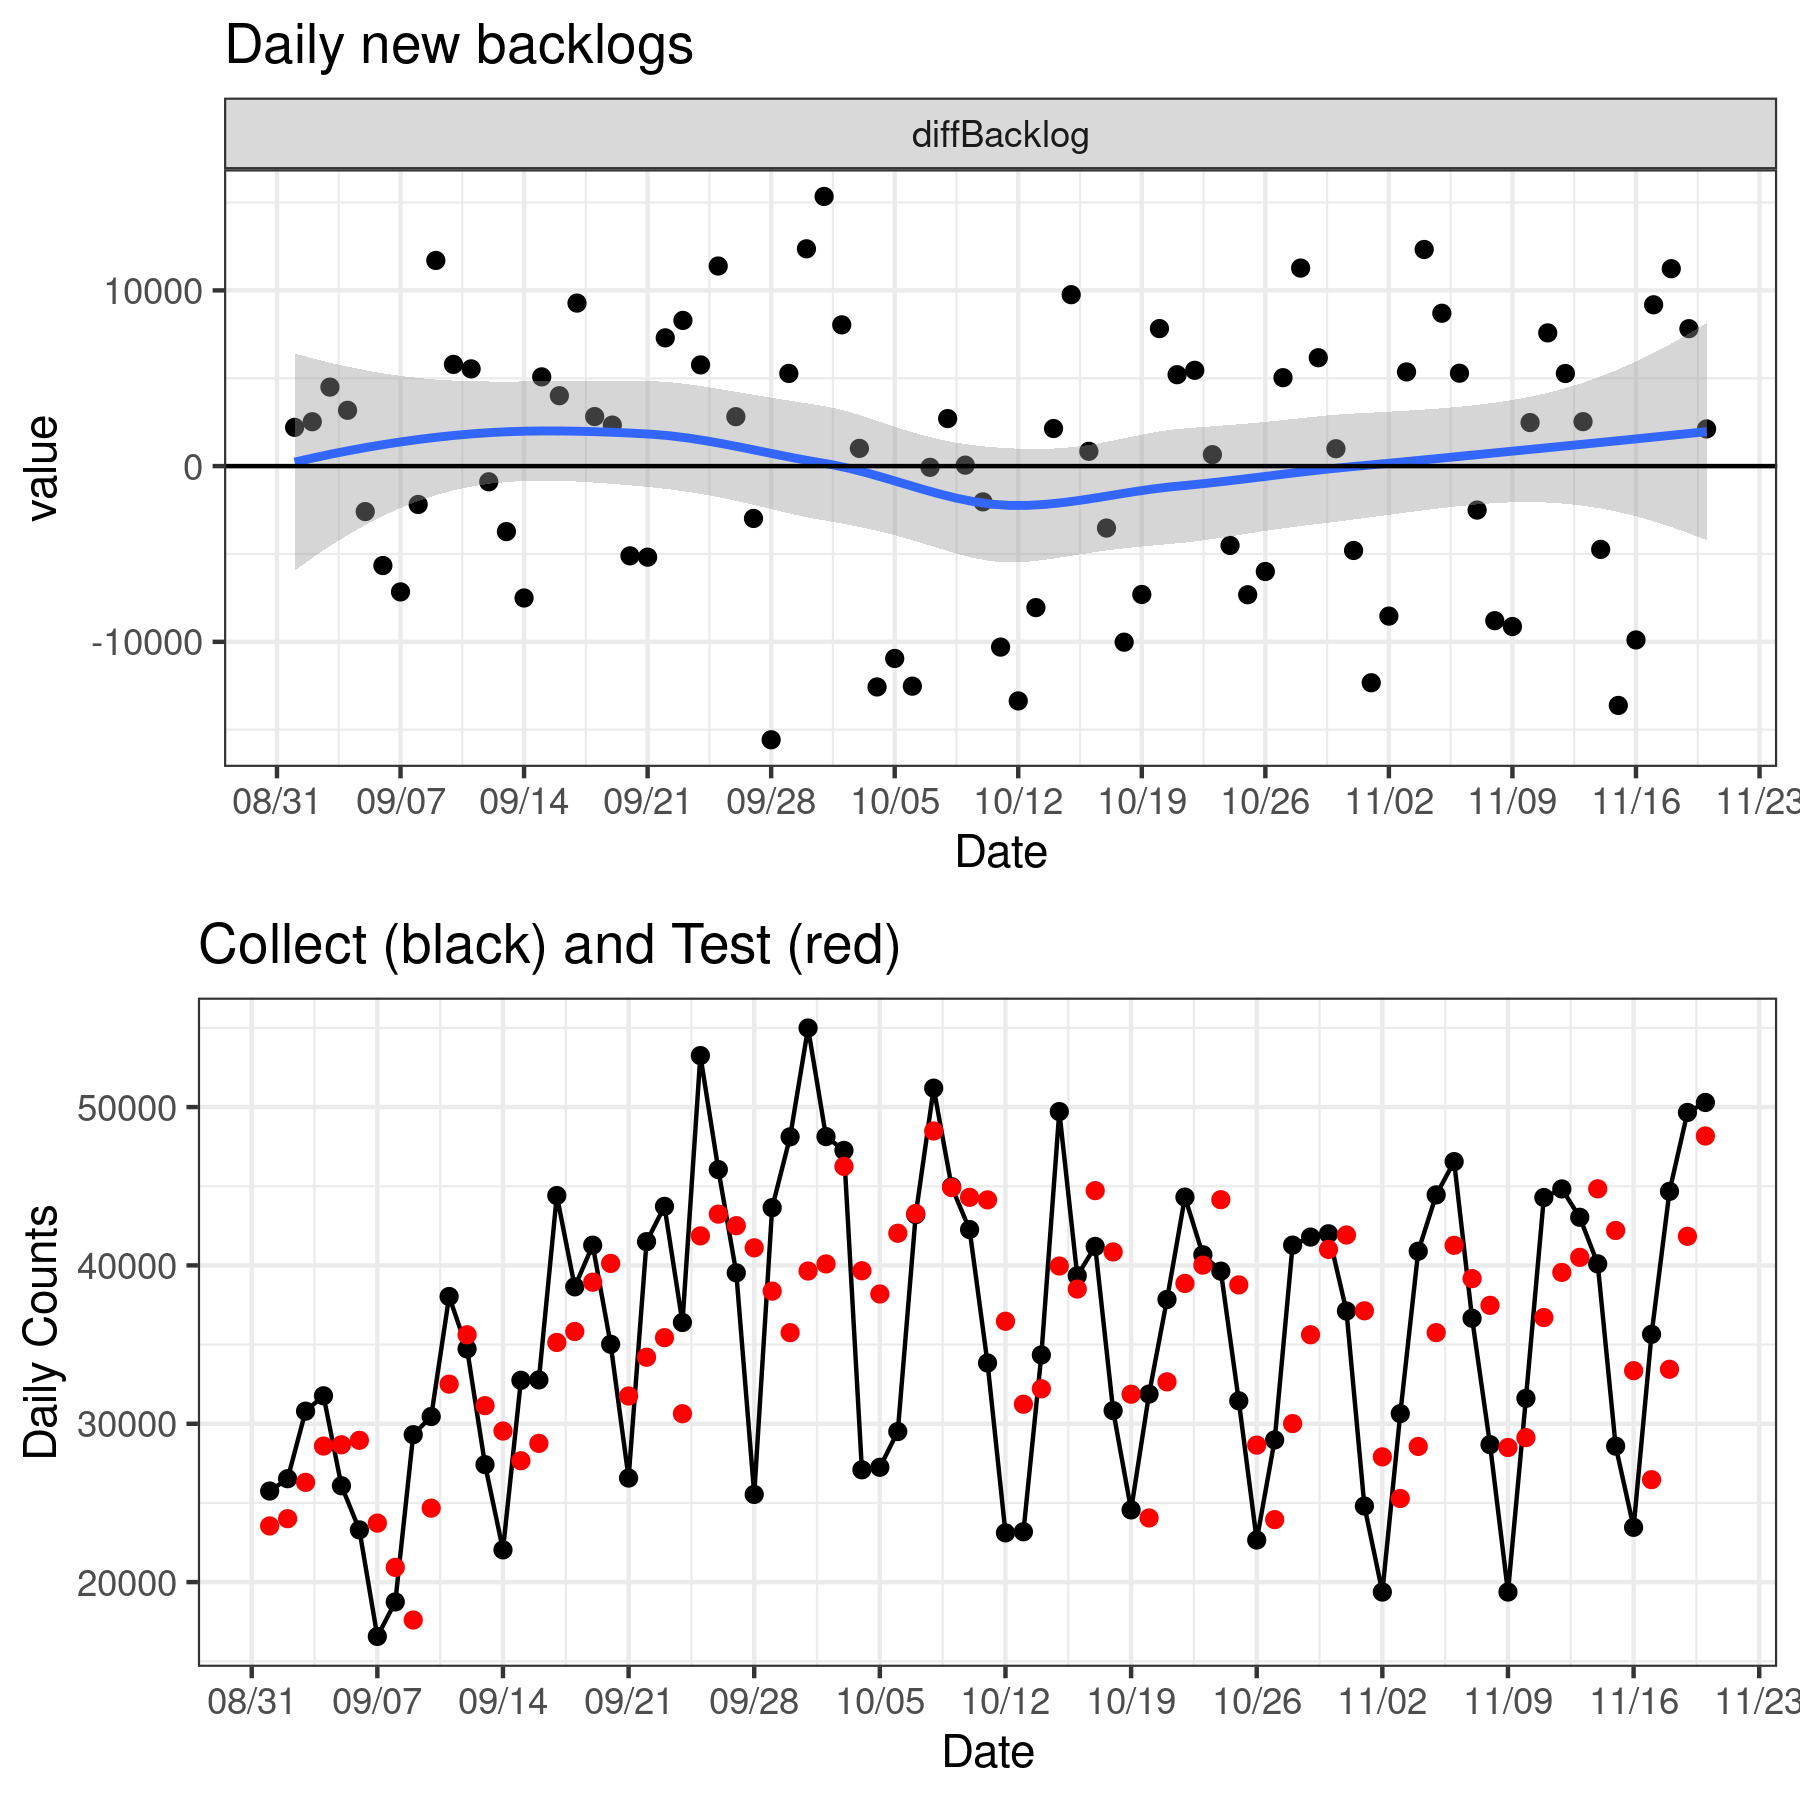 Daily new backlogs
diffBacklog
value
10000
0
-10000
08/31 09/07 09/14 09/21 09/28 10/05 10/12 10/19 10/26 11/02 11/09 11/16 11/23
Date
Collect (black) and Test (red)
Daily Counts
50000
40000
30000
20000
08/31 09/07 09/14 09/21 09/28 10/05 10/12 10/19 10/26 11/02 11/09 11/16 11/23
Date